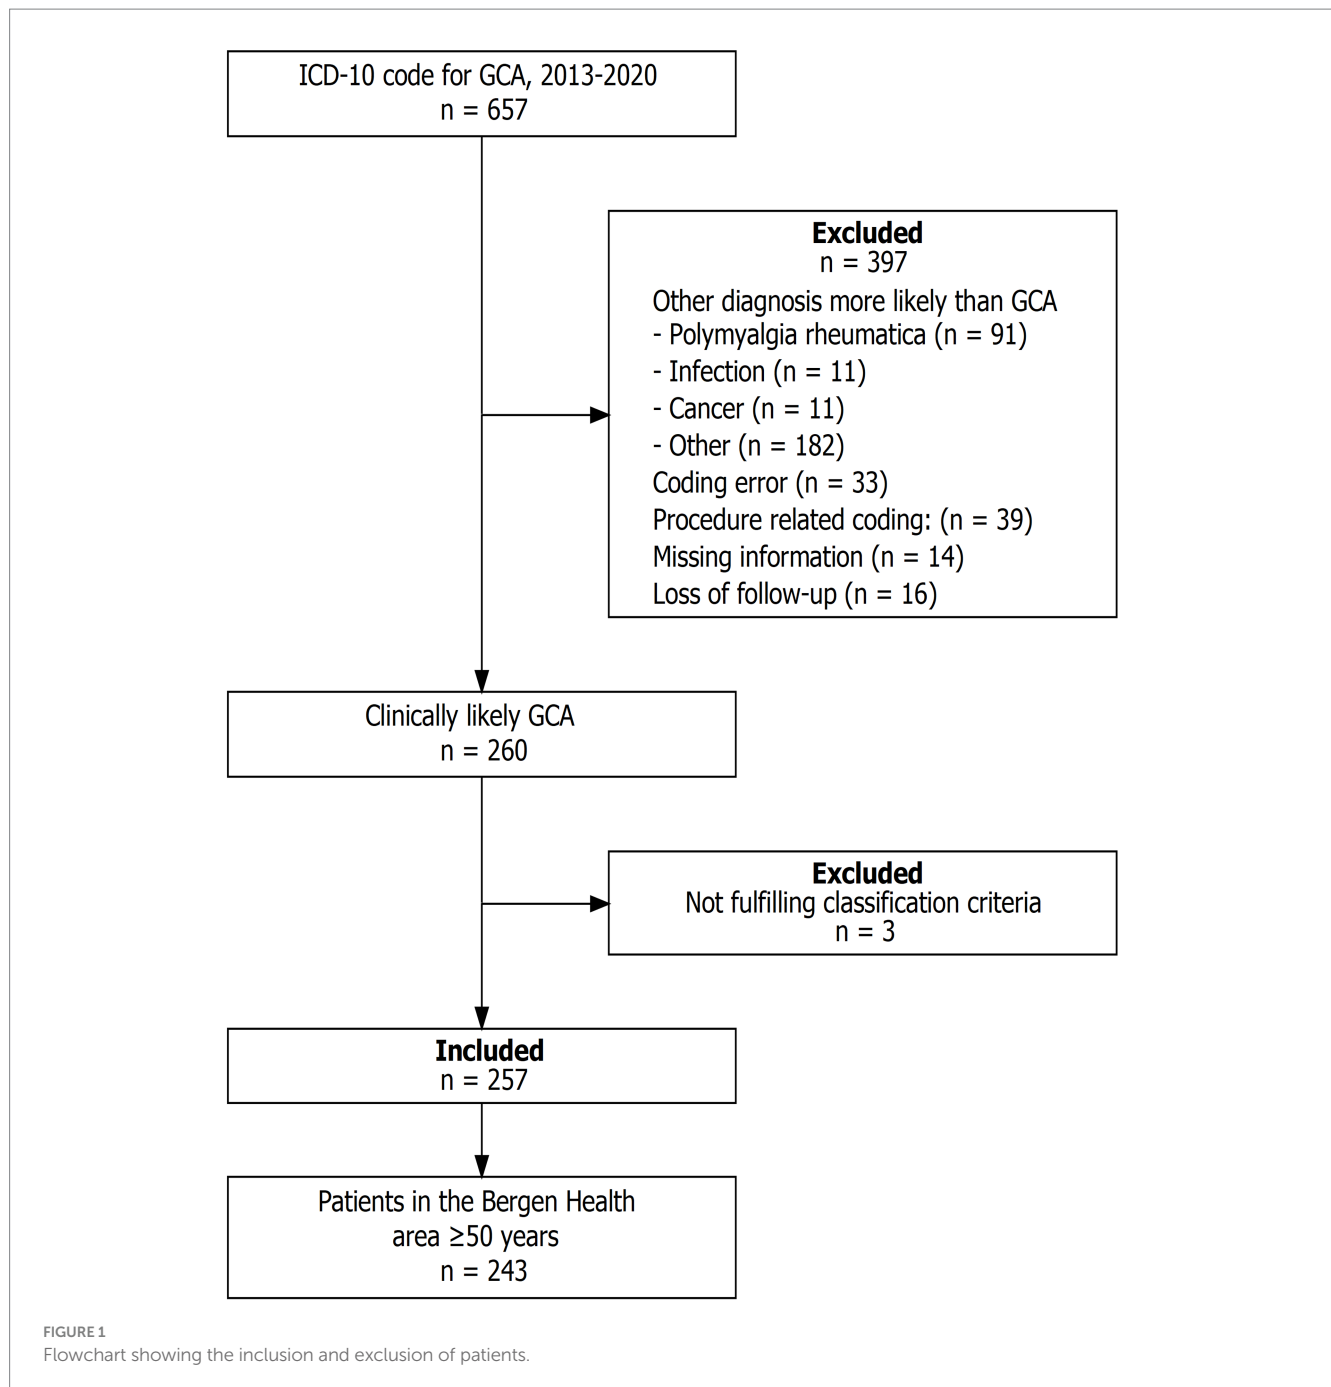 ICD-10 code for GCA, 2013-2020
n = 657
Excluded
n = 397
Other diagnosis more likely than GCA
- Polymyalgia rheumatica (n = 91)
- Infection (n = 11)
- Cancer (n = 11)
- Other (n = 182)
Coding error (n = 33)
Procedure related coding: (n = 39)
Missing information (n = 14)
Loss of follow-up (n = 16)
Clinically likely GCA
n = 260
Excluded
Not fulfilling classification criteria
n = 3
Included
n = 257
Patients in the Bergen Health
area ≥50 years
n = 243
FIGURE 1
Flowchart showing the inclusion and exclusion of patients.